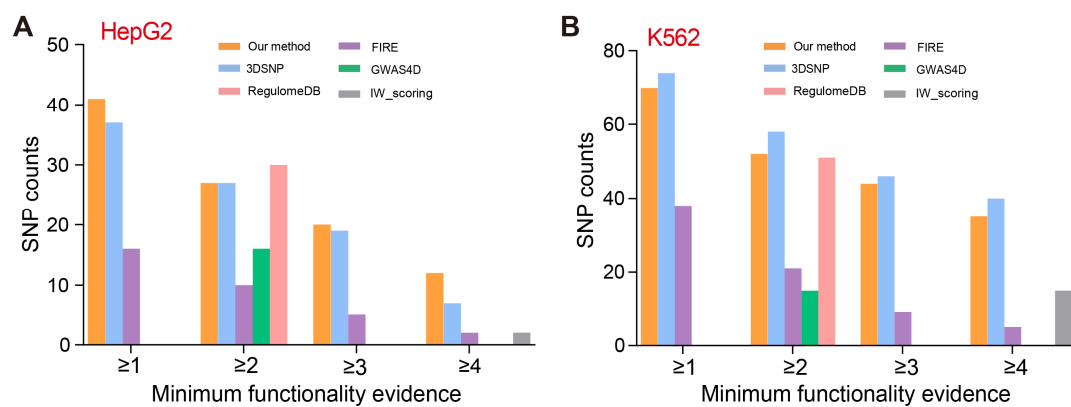 A
HepG2
50
40
30
20
10
0
SNP counts
Our method
3DSNP
RegulomeDB
FIRE
GWAS4D
IW_scoring
≥1
≥2
≥3
≥4
Minimum functionality evidence
B
K562
80
60
40
20
0
SNP counts
Our method
3DSNP
RegulomeDB
FIRE
GWAS4D
IW_scoring
≥1
≥2
≥3
≥4
Minimum functionality evidence